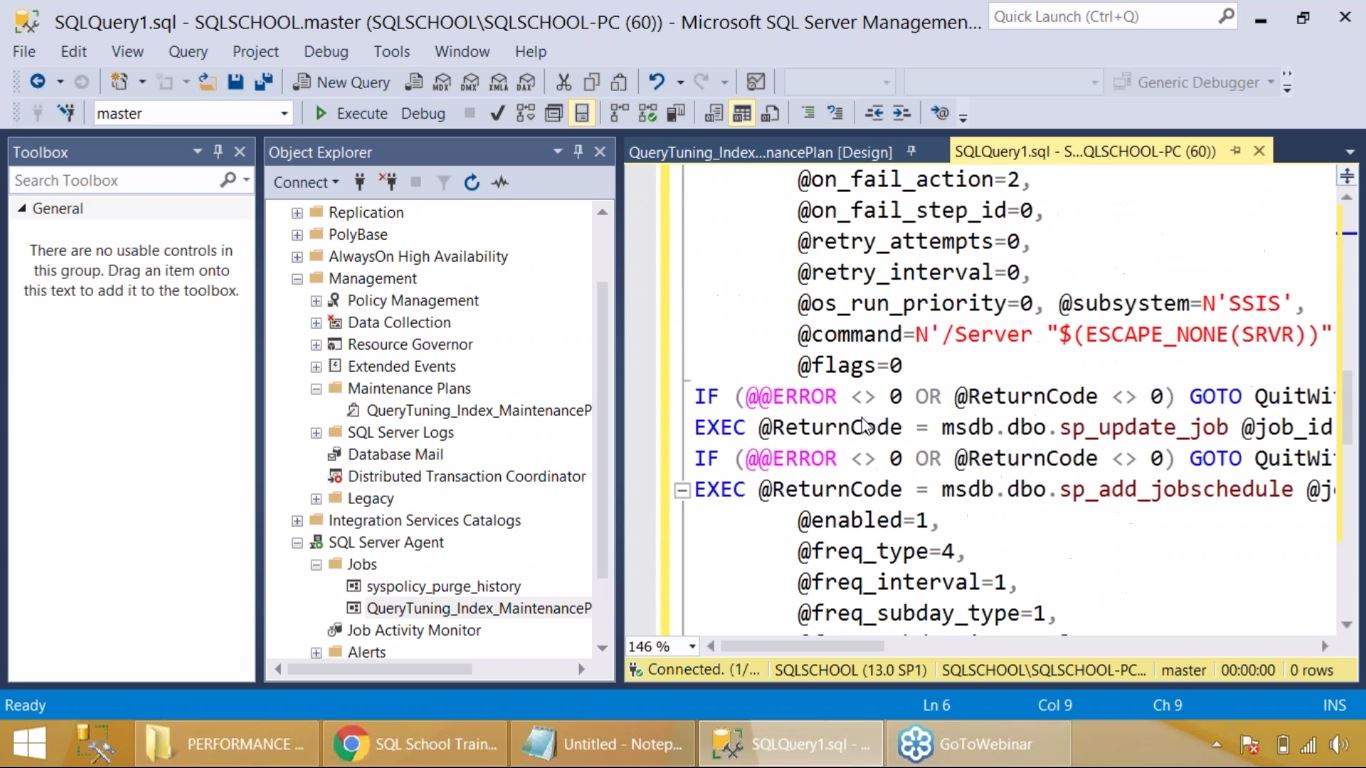 SQLQuery1.sql - SQLSCHOOL.master (SQLSCHOOL\SQLSCHOOL-PC (60)) - Microsoft SQL Server Managemen...
Quick Launch (Ctrl+Q)
File Edit View Query Project Debug Tools Window Help
New Query
MDX DMX XMLA DAX
Generic Debugger
master
Execute Debug
Toolbox
Search Toolbox
General
There are no usable controls in
this group. Drag an item onto
this text to add it to the toolbox.
Object Explorer
Connect
Replication
PolyBase
AlwaysOn High Availability
Management
Policy Management
Data Collection
Resource Governor
Extended Events
Maintenance Plans
QueryTuning_Index_MaintenanceP
SQL Server Logs
Database Mail
Distributed Transaction Coordinator
Legacy
Integration Services Catalogs
SQL Server Agent
Jobs
syspolicy_purge_history
QueryTuning_Index_MaintenanceP
Job Activity Monitor
Alerts
QueryTuning_Index...nancePlan [Design]
SQLQuery1.sql - S...QLSCHOOL-PC (60))
@on_fail_action=2,
@on_fail_step_id=0,
@retry_attempts=0,
@retry_interval=0,
@os_run_priority=0, @subsystem=N'SSIS',
@command=N'/Server "$(ESCAPE_NONE(SRVR))"
@flags=0
IF (@@ERROR <> 0 OR @ReturnCode <> 0) GOTO QuitWi
EXEC @ReturnCode = msdb.dbo.sp_update_job @job_id
IF (@@ERROR <> 0 OR @ReturnCode <> 0) GOTO QuitWi
EXEC @ReturnCode = msdb.dbo.sp_add_jobschedule @j
@enabled=1,
@freq_type=4,
@freq_interval=1,
@freq_subday_type=1,
146 %
Connected. (1/... SQLSCHOOL (13.0 SP1) SQLSCHOOL\SQLSCHOOL-PC... master 00:00:00 0 rows
Ready Ln 6 Col 9 Ch 9 INS
PERFORMANCE ... SQL School Train... Untitled - Notep... SQLQuery1.sql - ... GoToWebinar